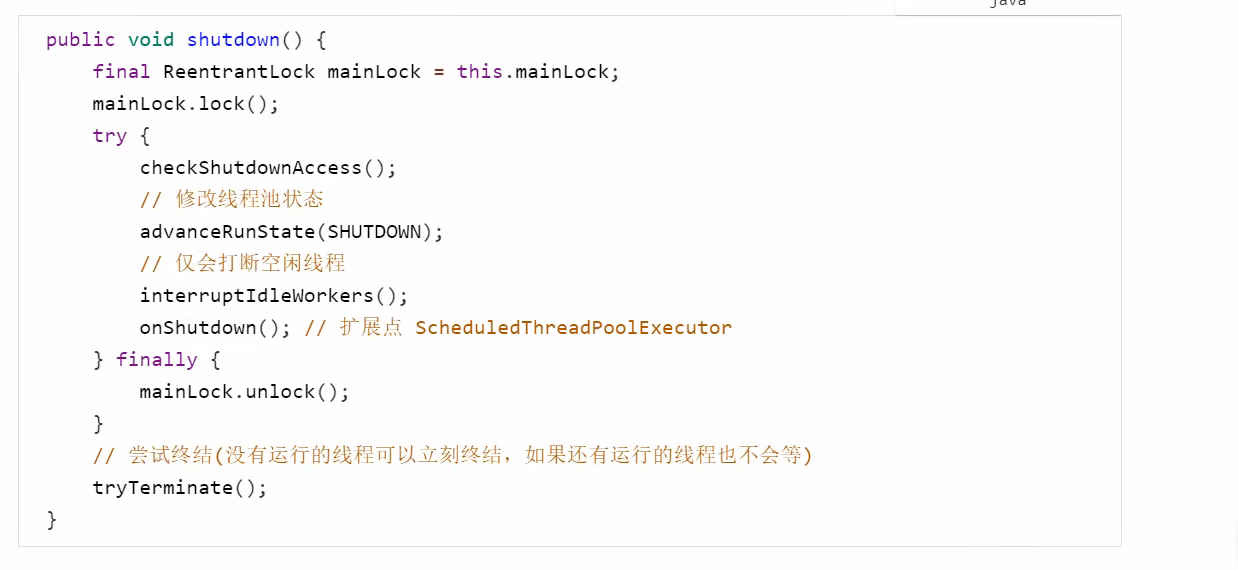 java
public void shutdown() {
    final ReentrantLock mainLock = this.mainLock;
    mainLock.lock();
    try {
        checkShutdownAccess();
        // 修改线程池状态
        advanceRunState(SHUTDOWN);
        // 仅会打断空闲线程
        interruptIdleWorkers();
        onShutdown(); // 扩展点 ScheduledThreadPoolExecutor
    } finally {
        mainLock.unlock();
    }
    // 尝试终结(没有运行的线程可以立刻终结，如果还有运行的线程也不会等)
    tryTerminate();
}